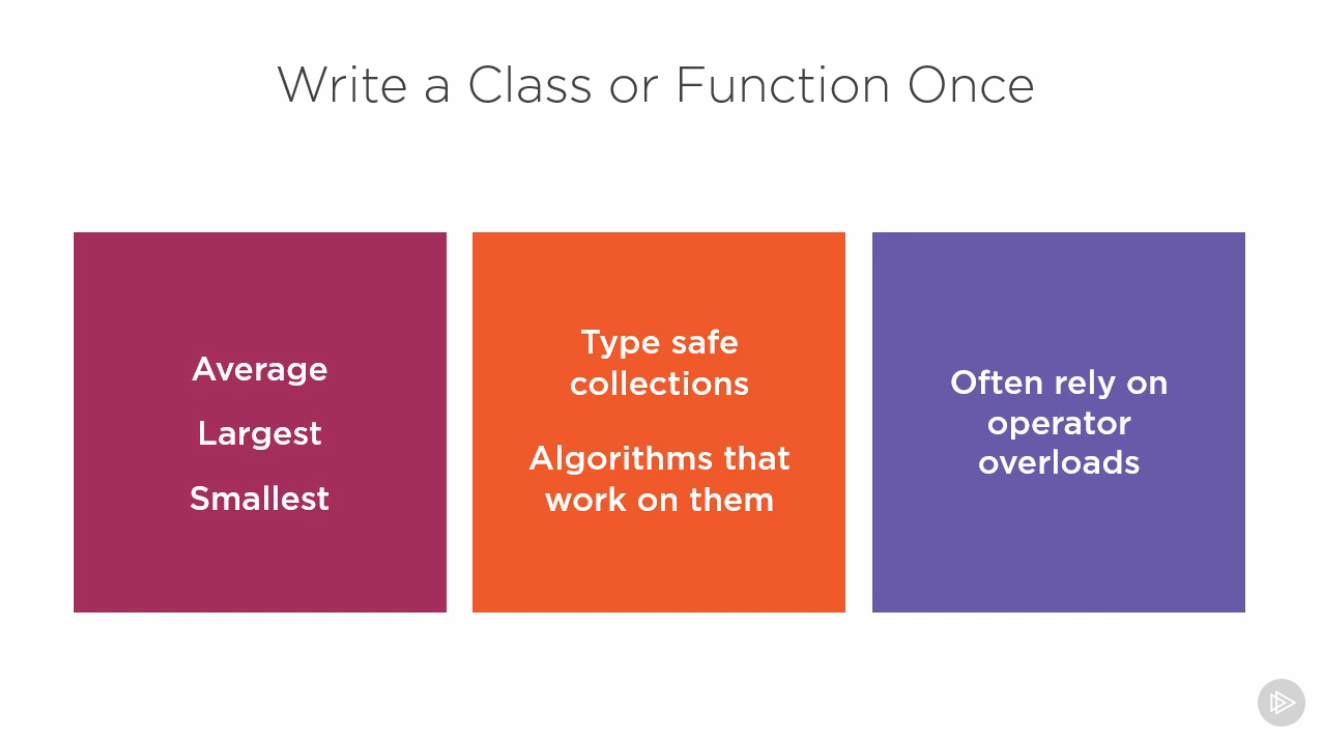 Write a Class or Function Once
Average
Largest
Smallest
Type safe
collections
Algorithms that
work on them
Often rely on
operator
overloads